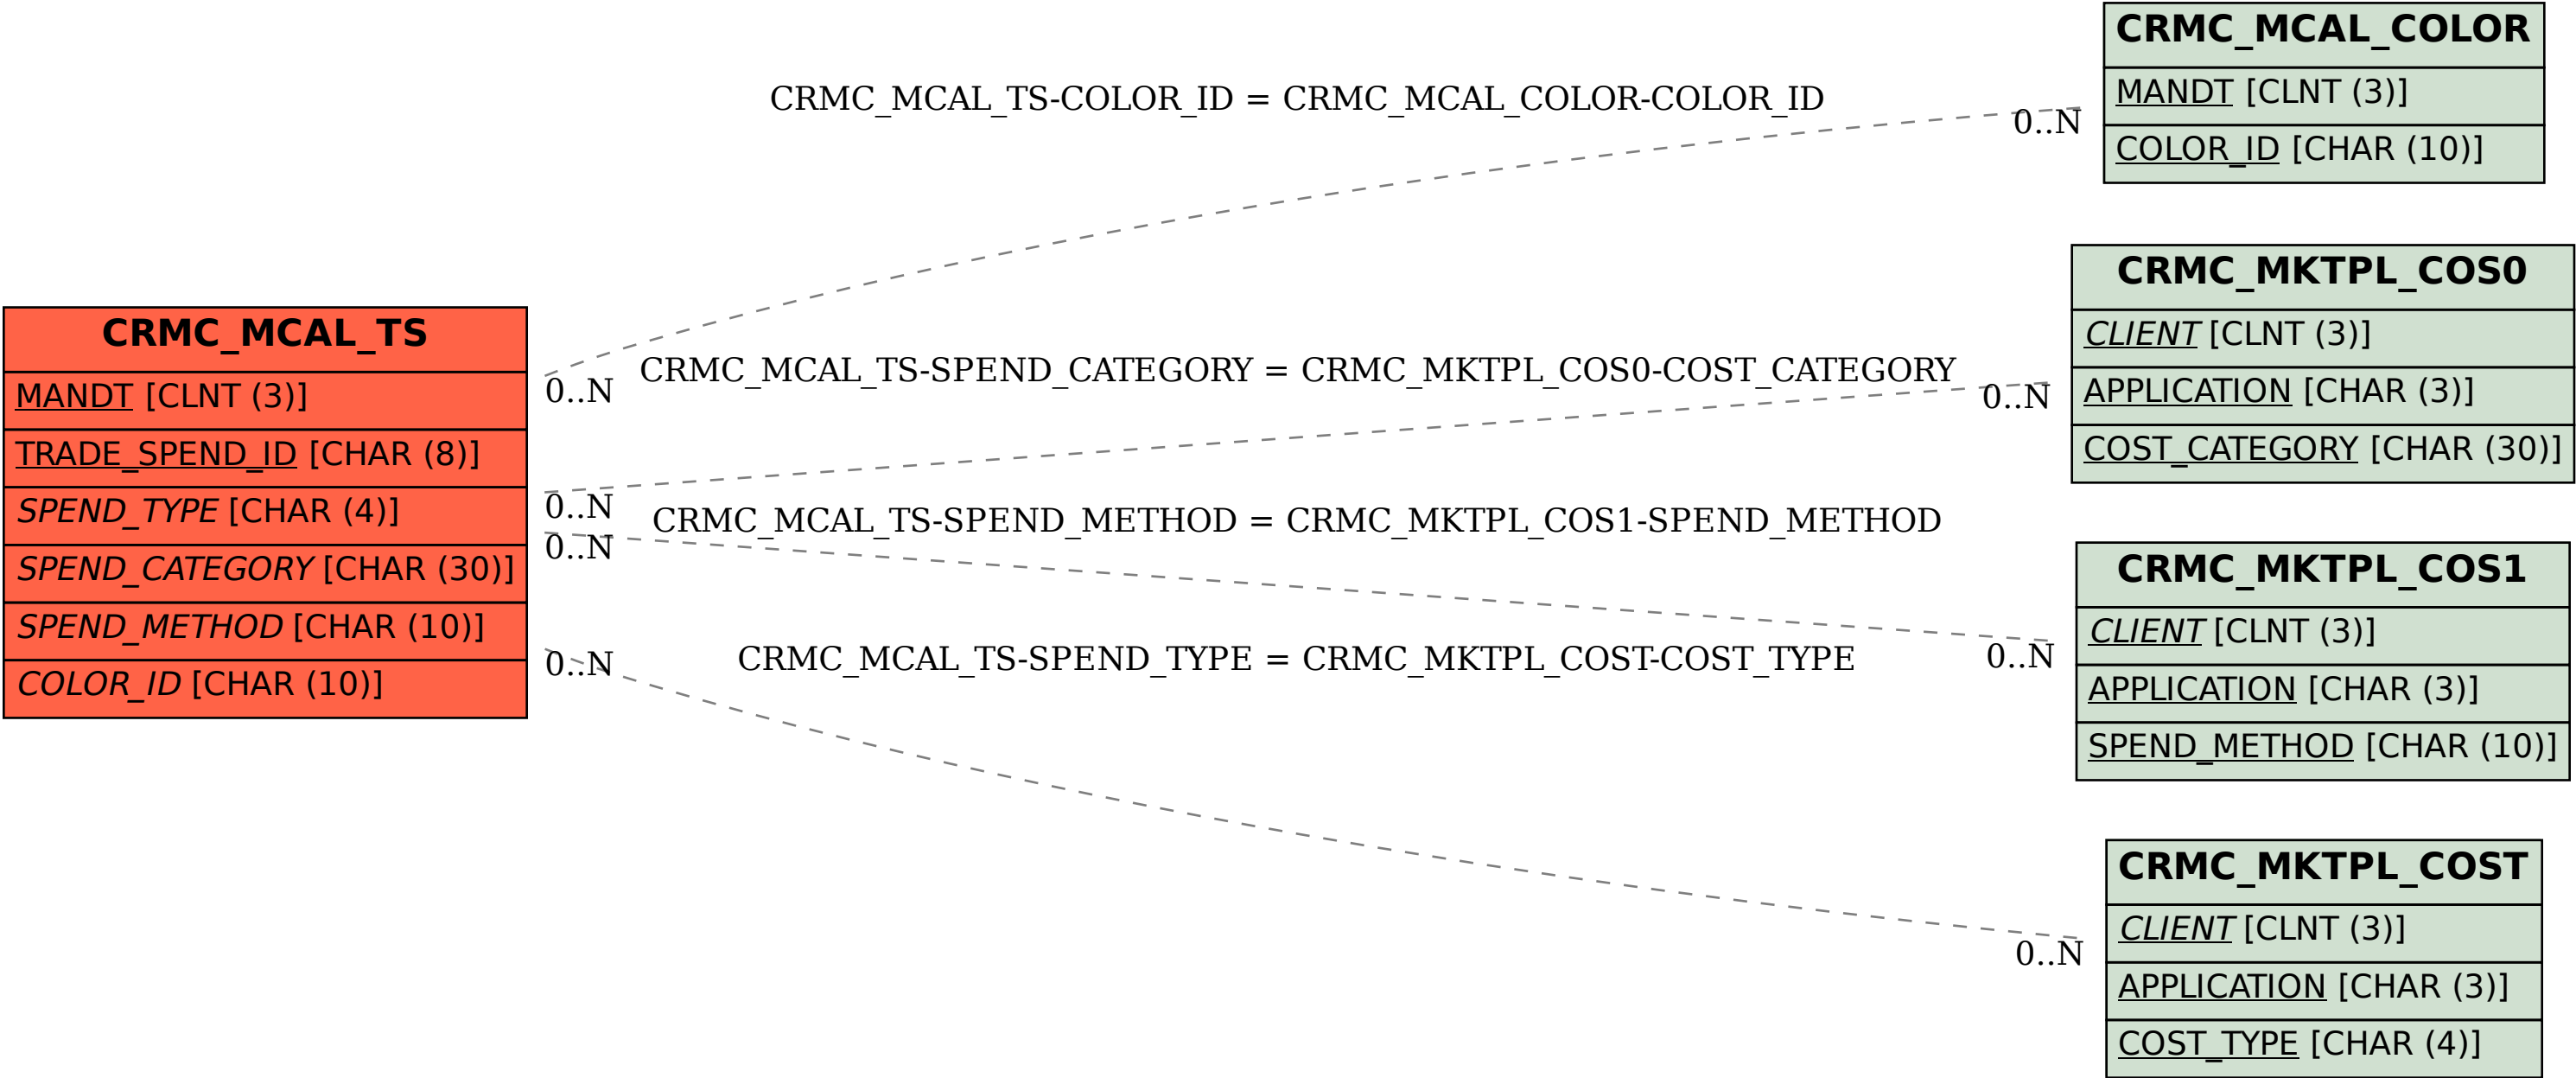 CRMC_MCAL_TS
MANDT [CLNT (3)]
TRADE_SPEND_ID [CHAR (8)]
SPEND_TYPE [CHAR (4)]
SPEND_CATEGORY [CHAR (30)]
SPEND_METHOD [CHAR (10)]
COLOR_ID [CHAR (10)]
CRMC_MCAL_TS-COLOR_ID = CRMC_MCAL_COLOR-COLOR_ID
0..N
0..N
CRMC_MCAL_TS-SPEND_CATEGORY = CRMC_MKTPL_COS0-COST_CATEGORY
0..N
0..N
CRMC_MCAL_TS-SPEND_METHOD = CRMC_MKTPL_COS1-SPEND_METHOD
0..N
0..N
CRMC_MCAL_TS-SPEND_TYPE = CRMC_MKTPL_COST-COST_TYPE
0..N
0..N
CRMC_MCAL_COLOR
MANDT [CLNT (3)]
COLOR_ID [CHAR (10)]
CRMC_MKTPL_COS0
CLIENT [CLNT (3)]
APPLICATION [CHAR (3)]
COST_CATEGORY [CHAR (30)]
CRMC_MKTPL_COS1
CLIENT [CLNT (3)]
APPLICATION [CHAR (3)]
SPEND_METHOD [CHAR (10)]
CRMC_MKTPL_COST
CLIENT [CLNT (3)]
APPLICATION [CHAR (3)]
COST_TYPE [CHAR (4)]